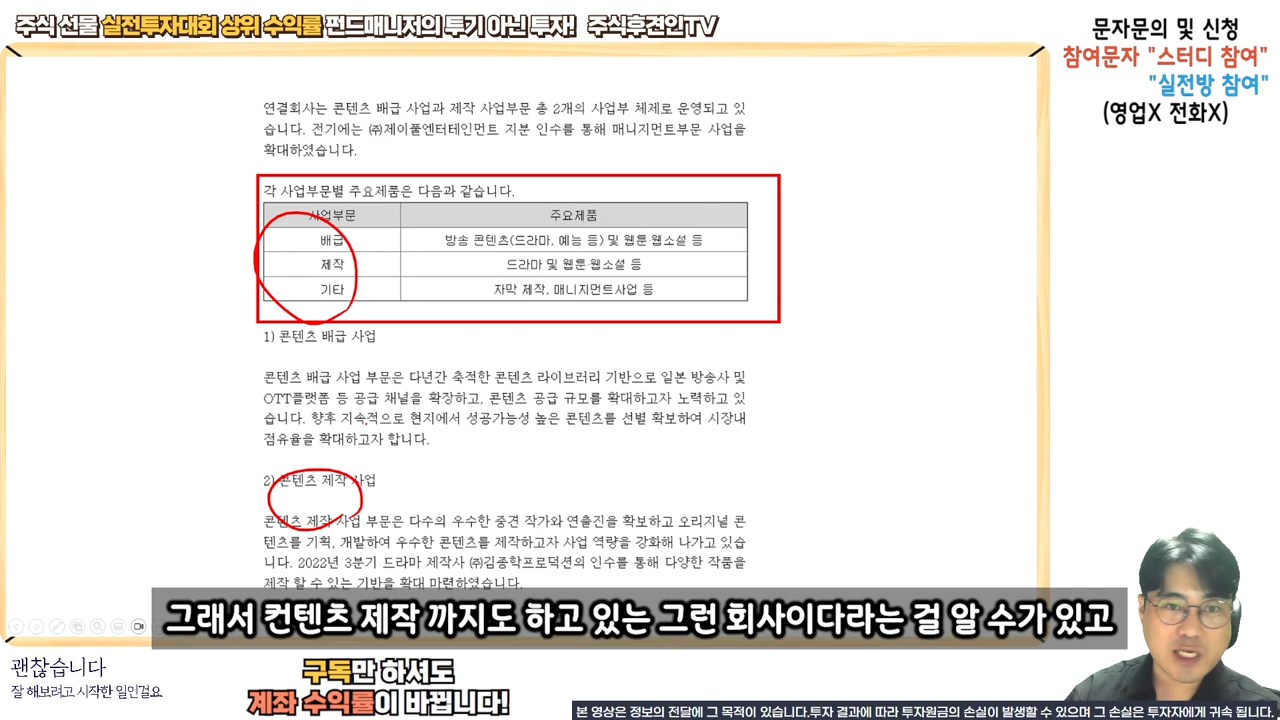 주식 선물 실전투자대회 상위 수익률 펀드매니저의 투기 아닌 투자! 주식후견인TV
문자문의 및 신청
참여문자 "스터디 참여"
"실전방 참여"
(영업X 전화X)
연결회사는 콘텐츠 배급 사업과 제작 사업부문 총 2개의 사업부 체제로 운영되고 있
습니다. 전기에는 ㈜제이풀엔터테인먼트 지분 인수를 통해 매니지먼트부문 사업을
확대하였습니다.
각 사업부문별 주요제품은 다음과 같습니다.
사업부문 주요제품
배급 방송 콘텐츠(드라마, 예능 등) 및 웹툰·웹소설 등
제작 드라마 및 웹툰·웹소설 등
기타 자막 제작, 매니지먼트사업 등
1) 콘텐츠 배급 사업
콘텐츠 배급 사업 부문은 다년간 축적한 콘텐츠 라이브러리 기반으로 일본 방송사 및
OTT플랫폼 등 공급 채널을 확장하고, 콘텐츠 공급 규모를 확대하고자 노력하고 있
습니다. 향후 지속적으로 현지에서 성공가능성 높은 콘텐츠를 선별 확보하여 시장내
점유율을 확대하고자 합니다.
2) 콘텐츠 제작 사업
콘텐츠 제작 사업 부문은 다수의 우수한 중견 작가와 연출진을 확보하고 오리지널 콘
텐츠를 기획, 개발하여 우수한 콘텐츠를 제작하고자 사업 역량을 강화해 나가고 있습
니다. 2022년 3분기 드라마 제작사 ㈜김종학프로덕션의 인수를 통해 다양한 작품을
제작 할 수 있는 기반을 확대 마련하였습니다.
그래서 컨텐츠 제작 까지도 하고 있는 그런 회사이다라는 걸 알 수가 있고
괜찮습니다
잘 해보려고 시작한 일인걸요
구독만 하셔도
계좌 수익률이 바뀝니다!
본 영상은 정보의 전달에 그 목적이 있습니다.투자 결과에 따라 투자원금의 손실이 발생할 수 있으며 그 손실은 투자자에게 귀속 됩니다.